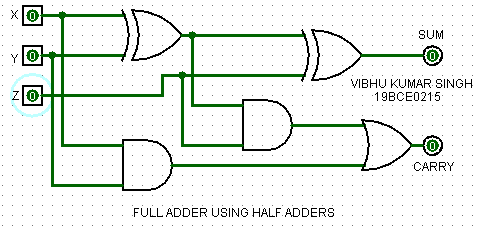 X 0
SUM
Y 0
0
Z 0
VIBHU KUMAR SINGH
19BCE0215
0
CARRY
FULL ADDER USING HALF ADDERS